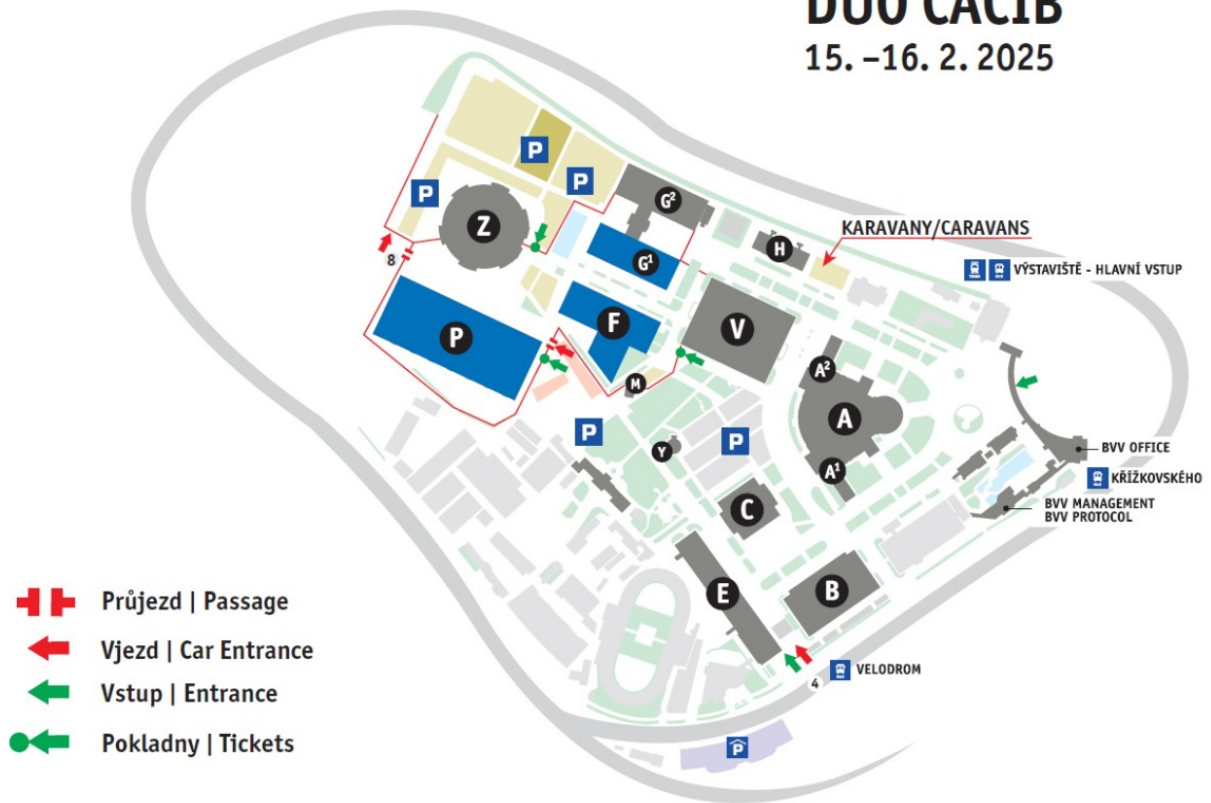 DUO CACIB
15. –16. 2. 2025
P
P
P
G²
Z
KARAVANY/CARAVANS
H
8
G¹
VÝSTAVIŠTĚ - HLAVNÍ VSTUP
F
V
P
A²
M
A
P
P
Y
BVV OFFICE
A¹
KŘÍŽKOVSKÉHO
C
BVV MANAGEMENT
BVV PROTOCOL
E
B
Průjezd | Passage
Vjezd | Car Entrance
4
VELODROM
Vstup | Entrance
Pokladny | Tickets
P